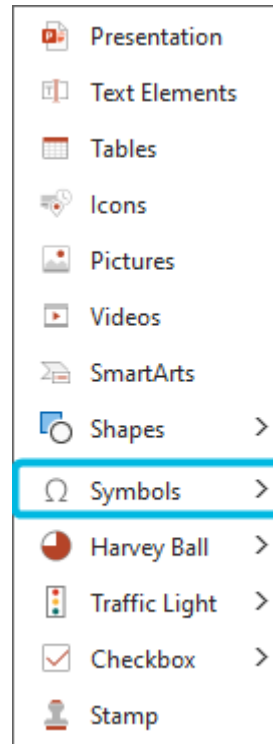 Presentation
Text Elements
Tables
Icons
Pictures
Videos
SmartArts
Shapes
Symbols
Harvey Ball
Traffic Light
Checkbox
Stamp